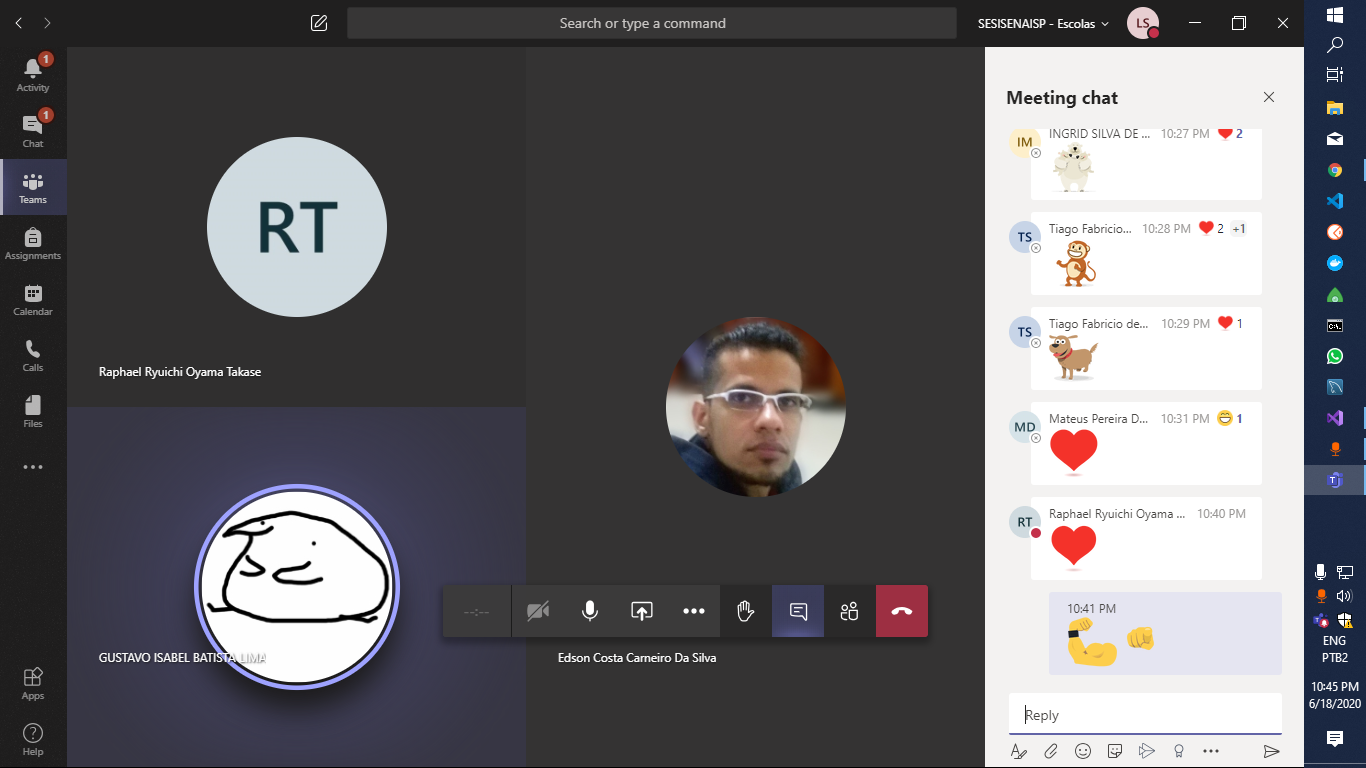 Search or type a command
SESISENAISP - Escolas
LS
1
Activity
1
Chat
Teams
Assignments
Calendar
Calls
Files
Apps
Help
RT
Raphael Ryuichi Oyama Takase
GUSTAVO ISABEL BATISTA LIMA
Edson Costa Carneiro Da Silva
--:--
Meeting chat
IM
INGRID SILVA DE ... 10:27 PM 2
TS
Tiago Fabricio... 10:28 PM 2 +1
TS
Tiago Fabricio de... 10:29 PM 1
MD
Mateus Pereira D... 10:31 PM 1
RT
Raphael Ryuichi Oyama ... 10:40 PM
10:41 PM
Reply
ENG
PTB2
10:45 PM
6/18/2020